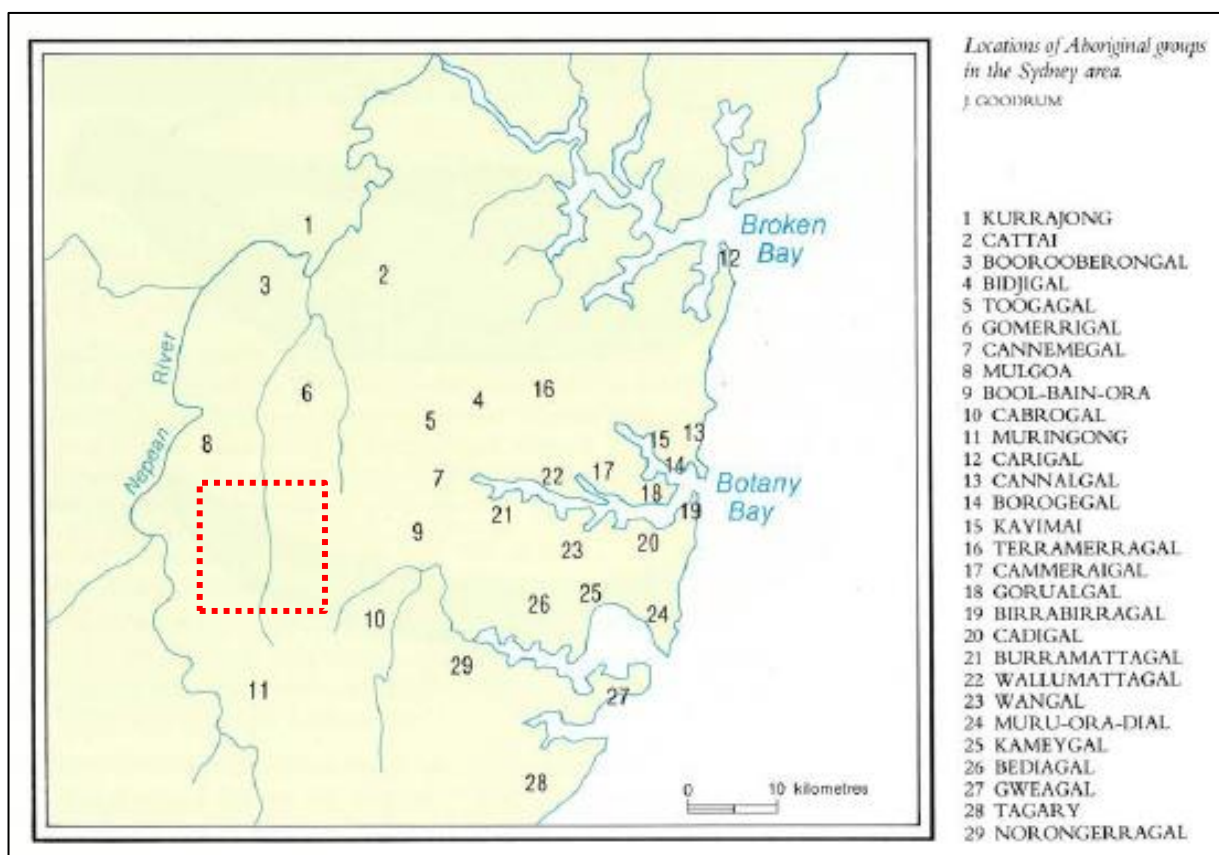 Locations of Aboriginal groups
in the Sydney area
J. GOODRUM
1 KURRAJONG
2 CATTAI
3 BOOROOBERONGAL
4 BIDJIGAL
5 TOOGAGAL
6 GOMERRIGAL
7 CANNEMEGAL
8 MULGOA
9 BOOL-BAIN-ORA
10 CABROGAL
11 MURINGONG
12 CARIGAL
13 CANNALGAL
14 BOROGEGAL
15 KAYIMAI
16 TERRAMERRAGAL
17 CAMMERAIGAL
18 GORUALGAL
19 BIRRABIRRAGAL
20 CADIGAL
21 BURRAMATTAGAL
22 WALLUMATTAGAL
23 WANGAL
24 MURU-ORA-DIAL
25 KAMEYGAL
26 BEDIAGAL
27 GWEAGAL
28 TAGARY
29 NORONGERRAGAL
1
Broken
Bay
12
2
3
River
6
16
4
5
13
15
8
Nepean
14
7
22
17
Botany
Bay
18
21
19
9
20
23
25
26
24
10
29
11
27
28
0 10 kilometres